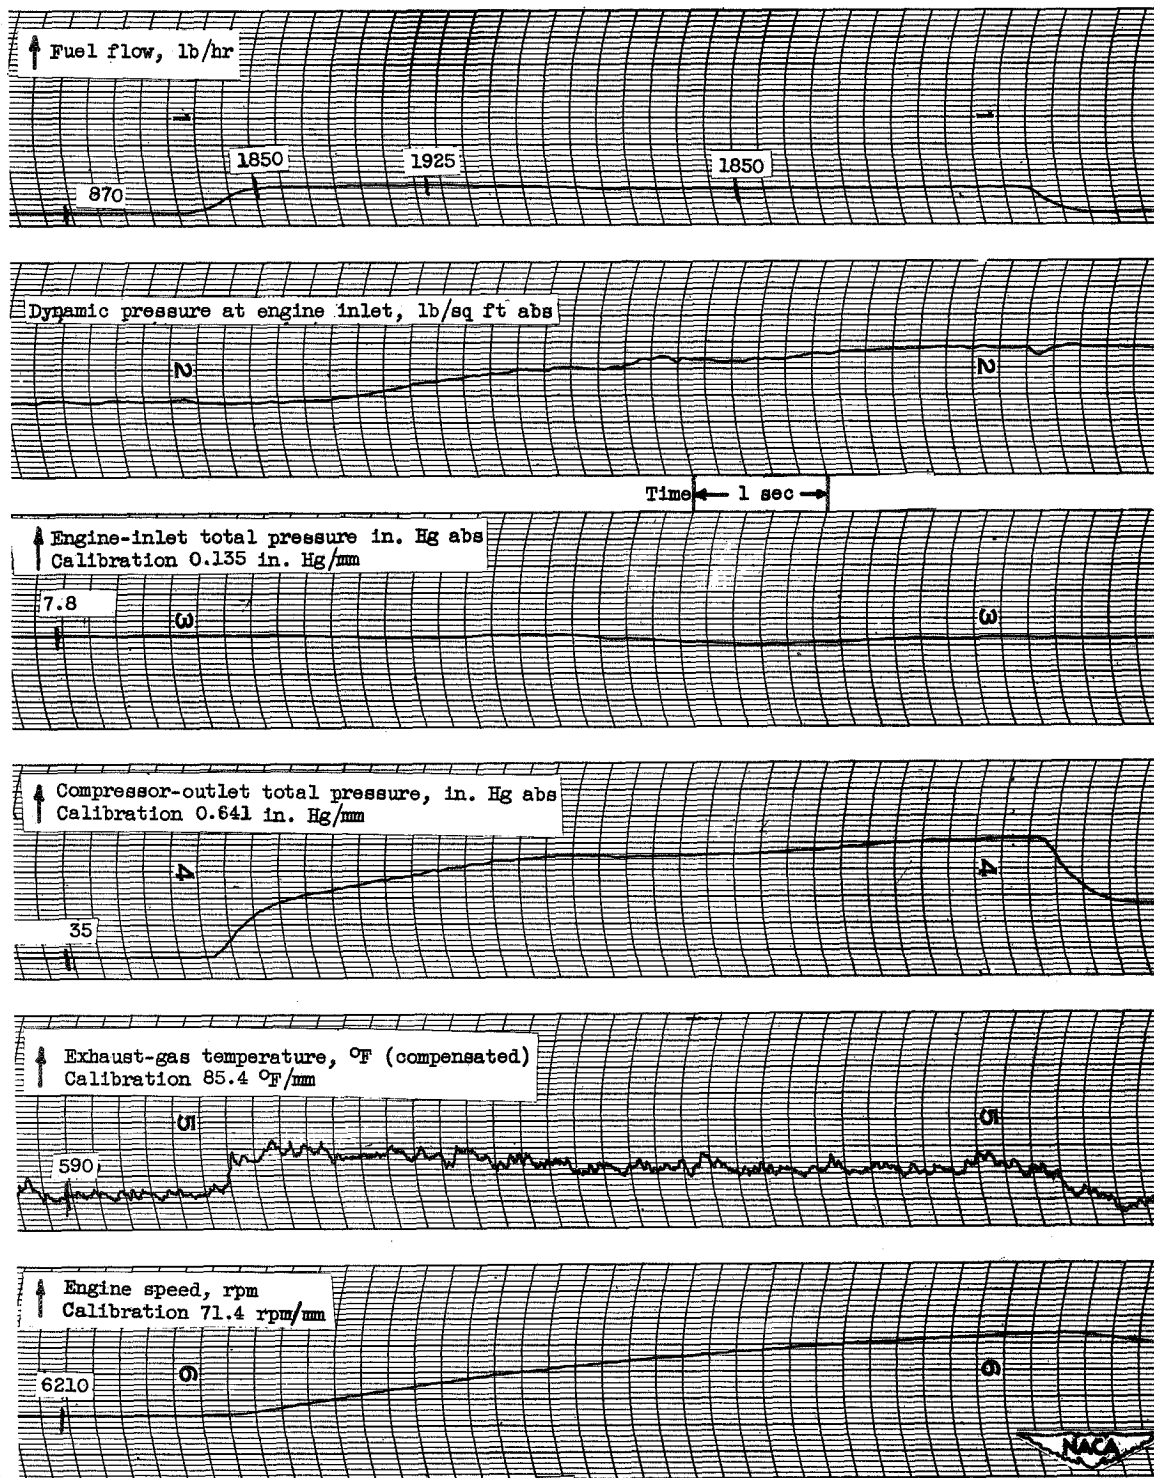 Fuel flow, lb/hr
1
1
870
1850
1925
1850
Dynamic pressure at engine inlet, lb/sq ft abs
2
2
Time 1 sec
Engine-inlet total pressure in. Hg abs
Calibration 0.135 in. Hg/mm
7.8
3
3
Compressor-outlet total pressure, in. Hg abs
Calibration 0.641 in. Hg/mm
4
4
35
Exhaust-gas temperature, °F (compensated)
Calibration 85.4 °F/mm
5
5
590
Engine speed, rpm
Calibration 71.4 rpm/mm
6
6
6210
NACA